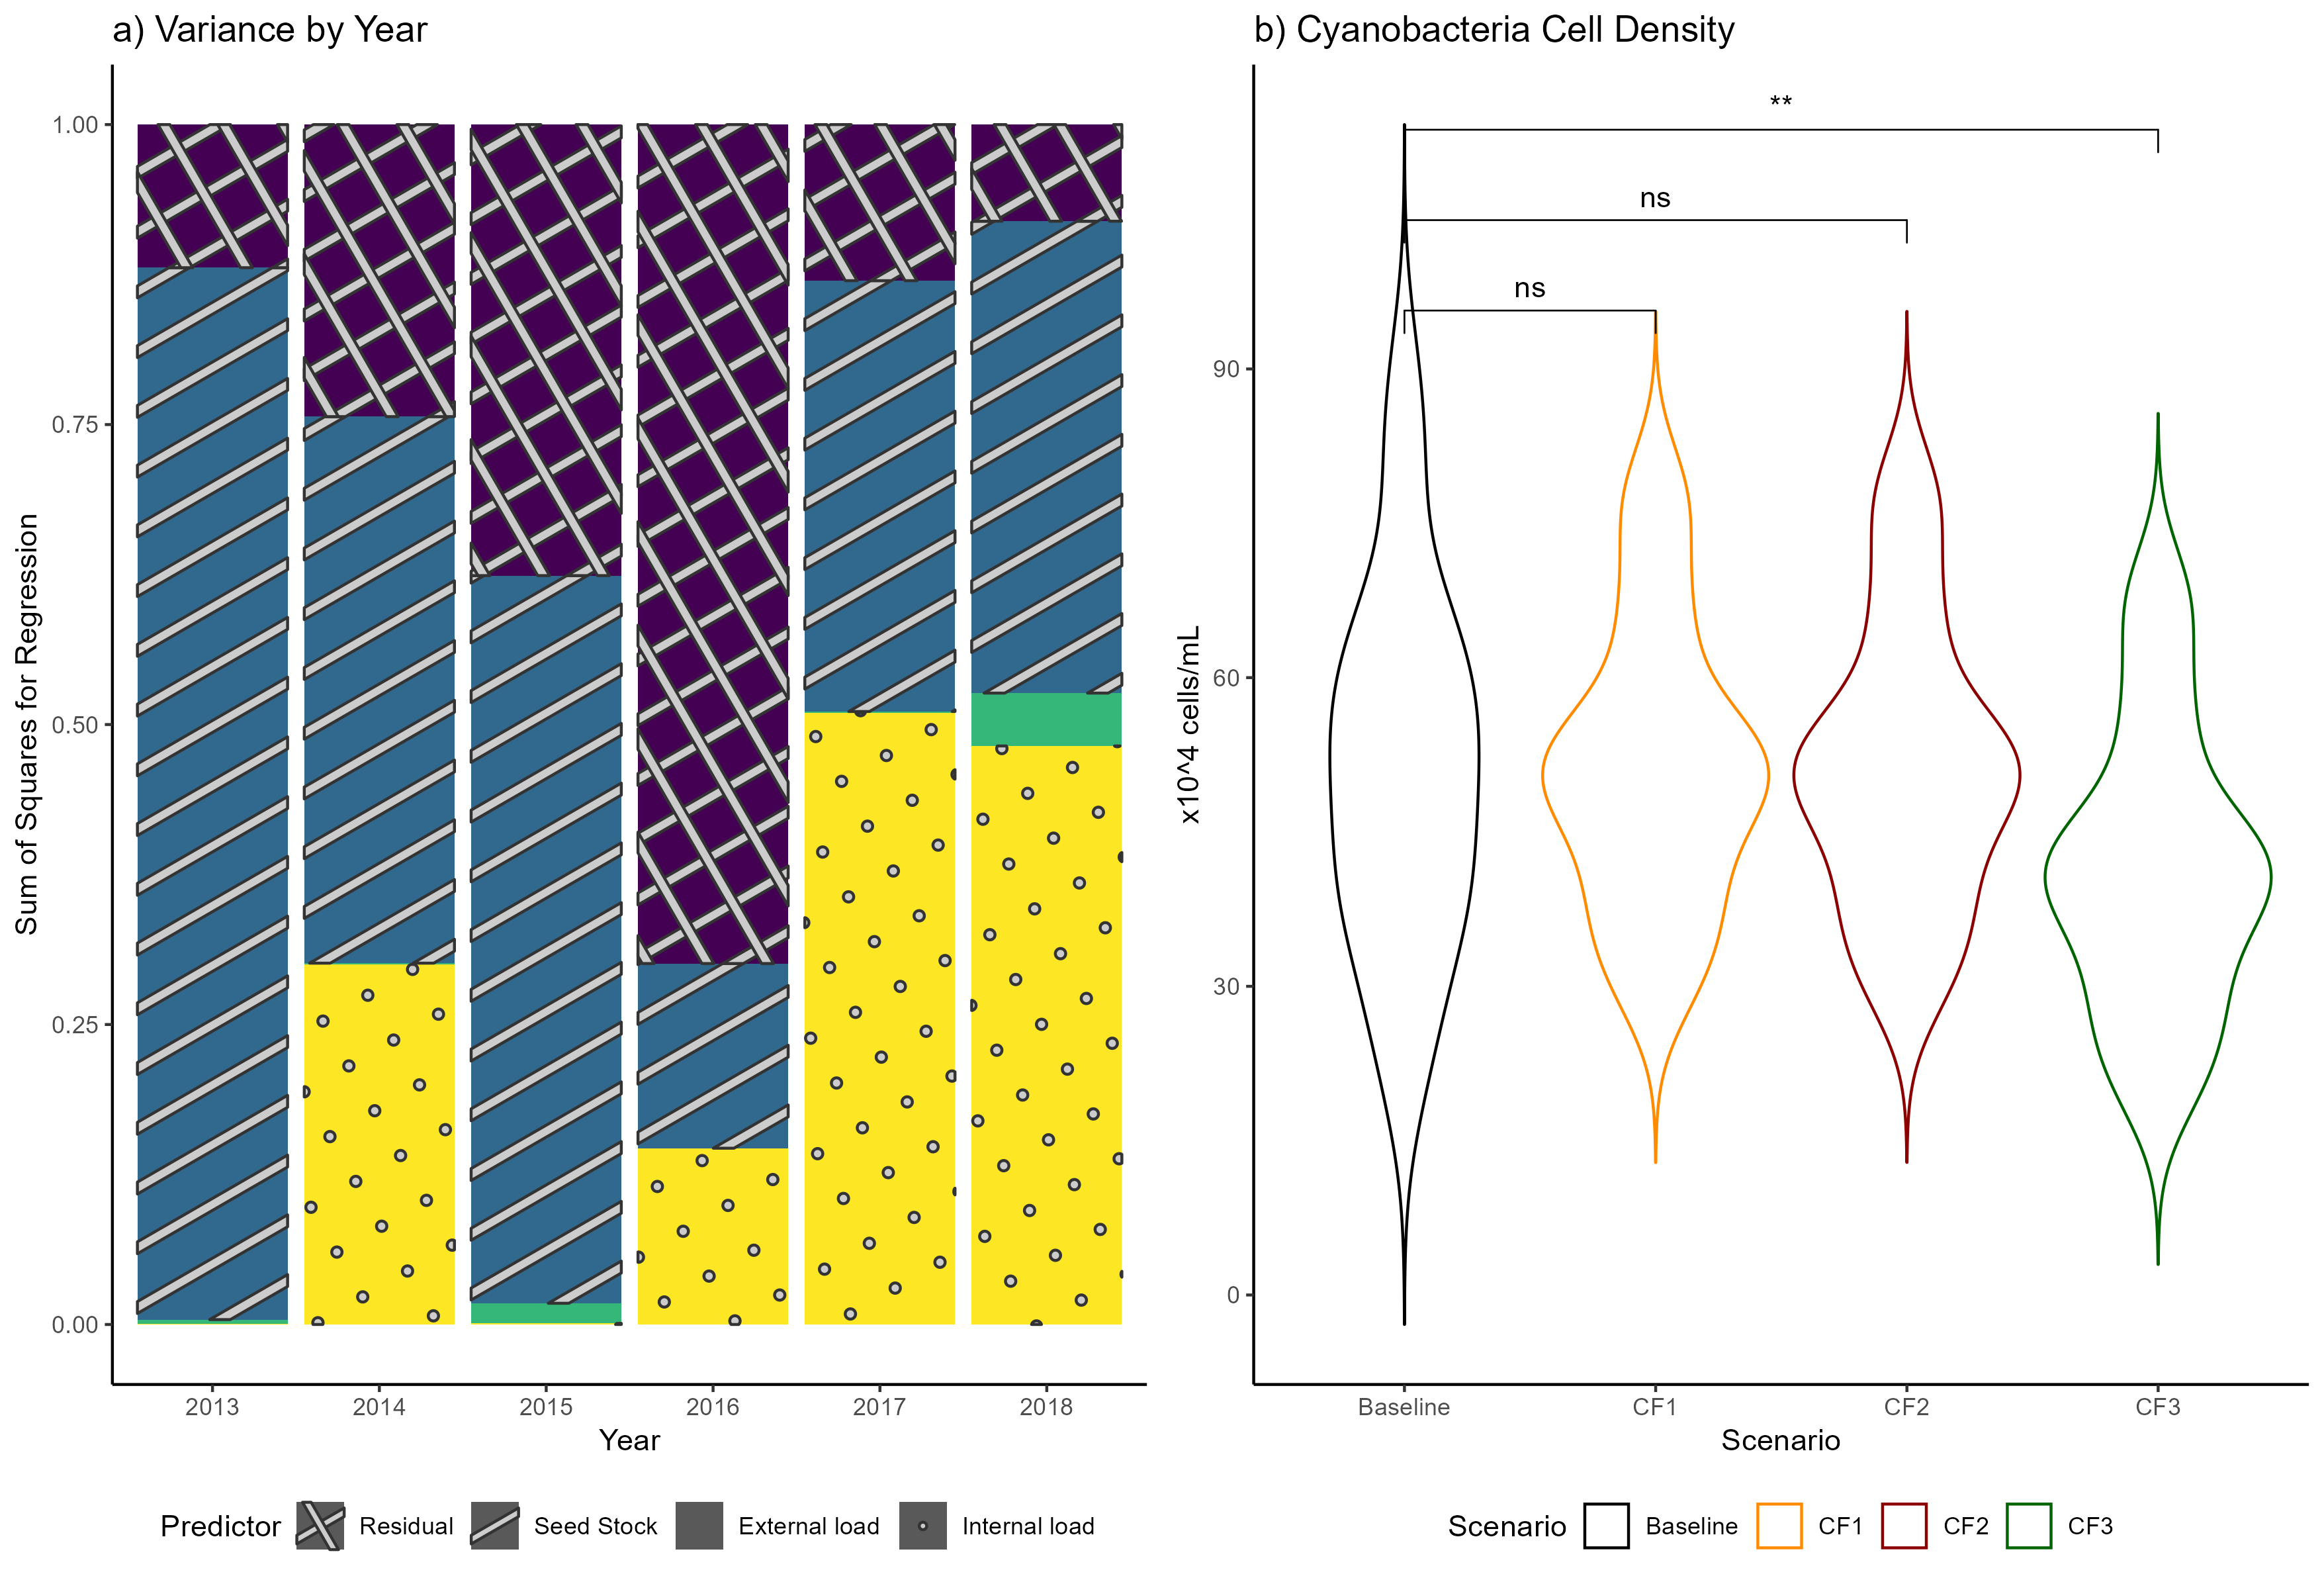 a) Variance by Year
Sum of Squares for Regression
1.00
0.75
0.50
0.25
0.00
2013 2014 2015 2016 2017 2018
Year
Predictor Residual Seed Stock External load Internal load
b) Cyanobacteria Cell Density
x10^4 cells/mL
**
ns
ns
90
60
30
0
Baseline CF1 CF2 CF3
Scenario
Scenario Baseline CF1 CF2 CF3